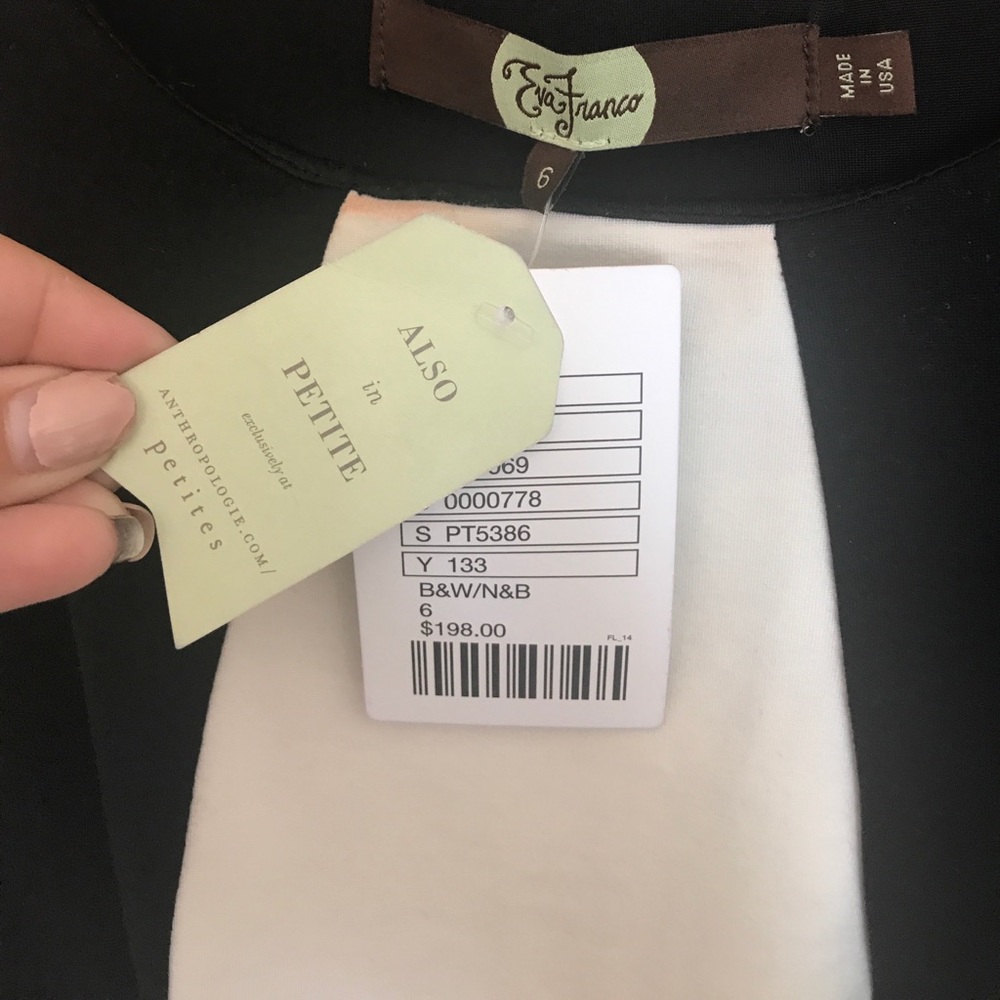 Eva Franco
MADE
IN
USA
6
ALSO
in
PETITE
exclusively at
ANTHROPOLOGIE.COM/
petites
0000778
S PT5386
Y 133
B&W/N&B
6
$198.00
FL_14